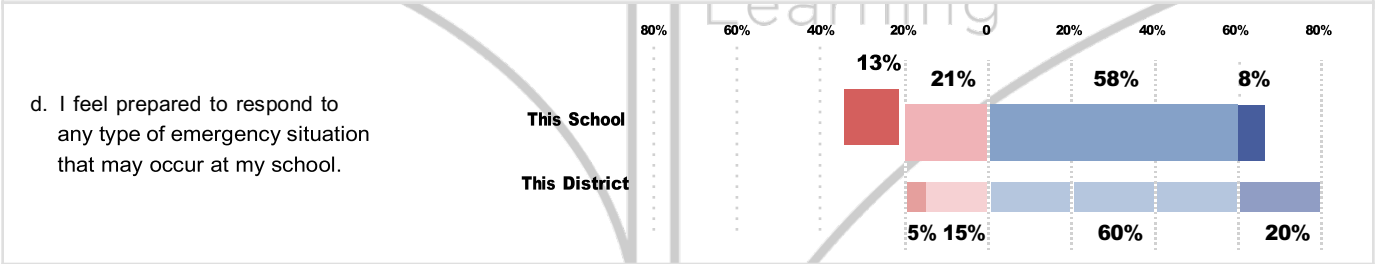 Learning
80% 60% 40% 20% 0 20% 40% 60% 80%
13% 21% 58% 8%
d. I feel prepared to respond to
any type of emergency situation
that may occur at my school.
This School
This District
5% 15% 60% 20%